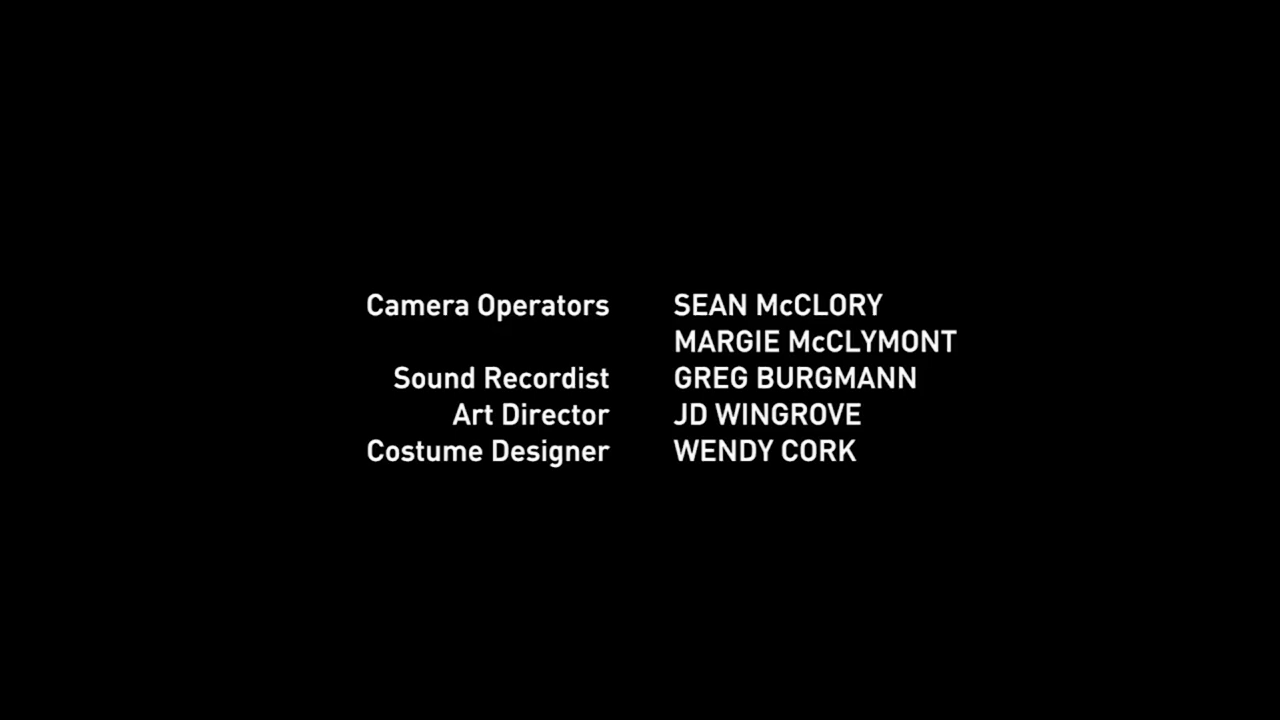 Camera Operators SEAN McCLORY
MARGIE McCLYMONT
Sound Recordist GREG BURGMANN
Art Director JD WINGROVE
Costume Designer WENDY CORK